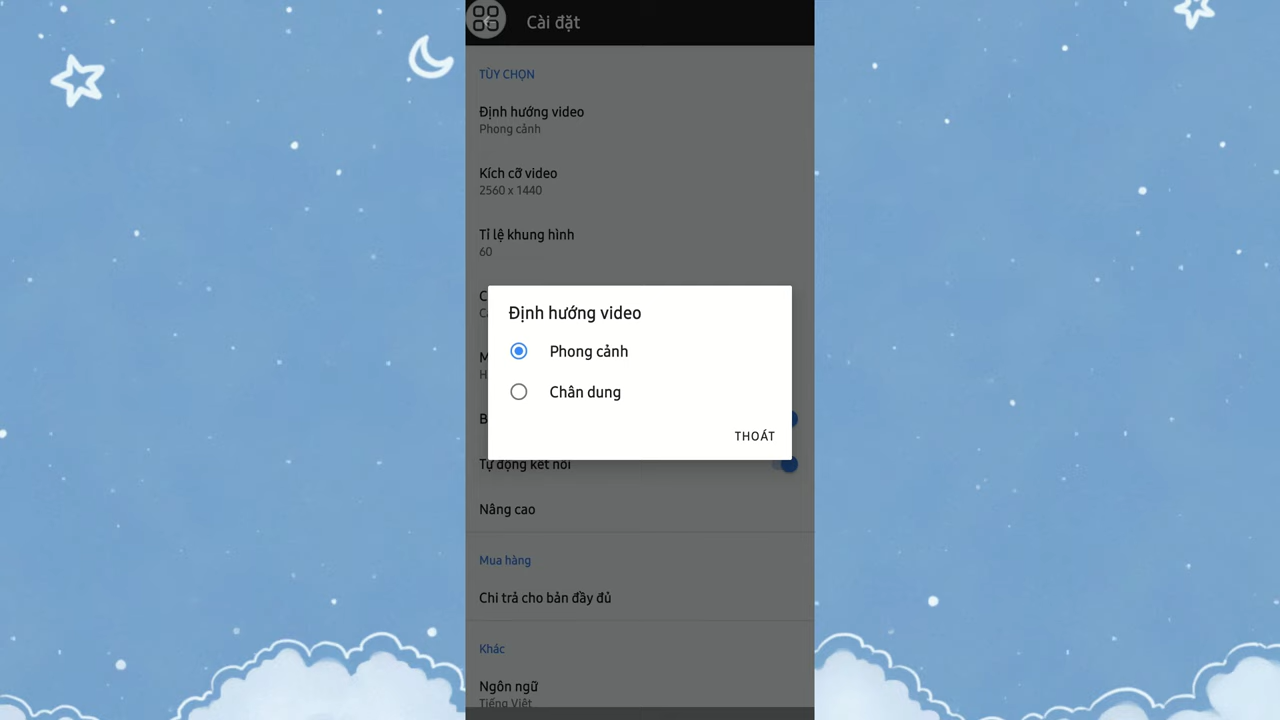 Cài đặt
TÙY CHỌN
Định hướng video
Phong cảnh
Kích cỡ video
2560 x 1440
Tỉ lệ khung hình
60
Định hướng video
Phong cảnh
Chân dung
THOÁT
Tự động kết nối
Nâng cao
Mua hàng
Chi trả cho bản đầy đủ
Khác
Ngôn ngữ
Tiếng Việt